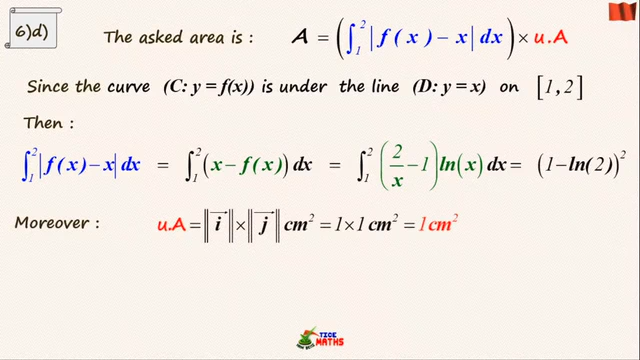 6)d)
The asked area is : A = (∫₁² |f(x) − x| dx) × u.A
Since the curve (C: y = f(x)) is under the line (D: y = x) on [1,2]
Then :
∫₁² |f(x) − x| dx = ∫₁² (x − f(x)) dx = ∫₁² (2/x − 1) ln(x) dx = (1 − ln(2))²
Moreover : u.A = ‖i⃗‖ × ‖j⃗‖ cm² = 1 × 1 cm² = 1cm²
TICE
MATHS